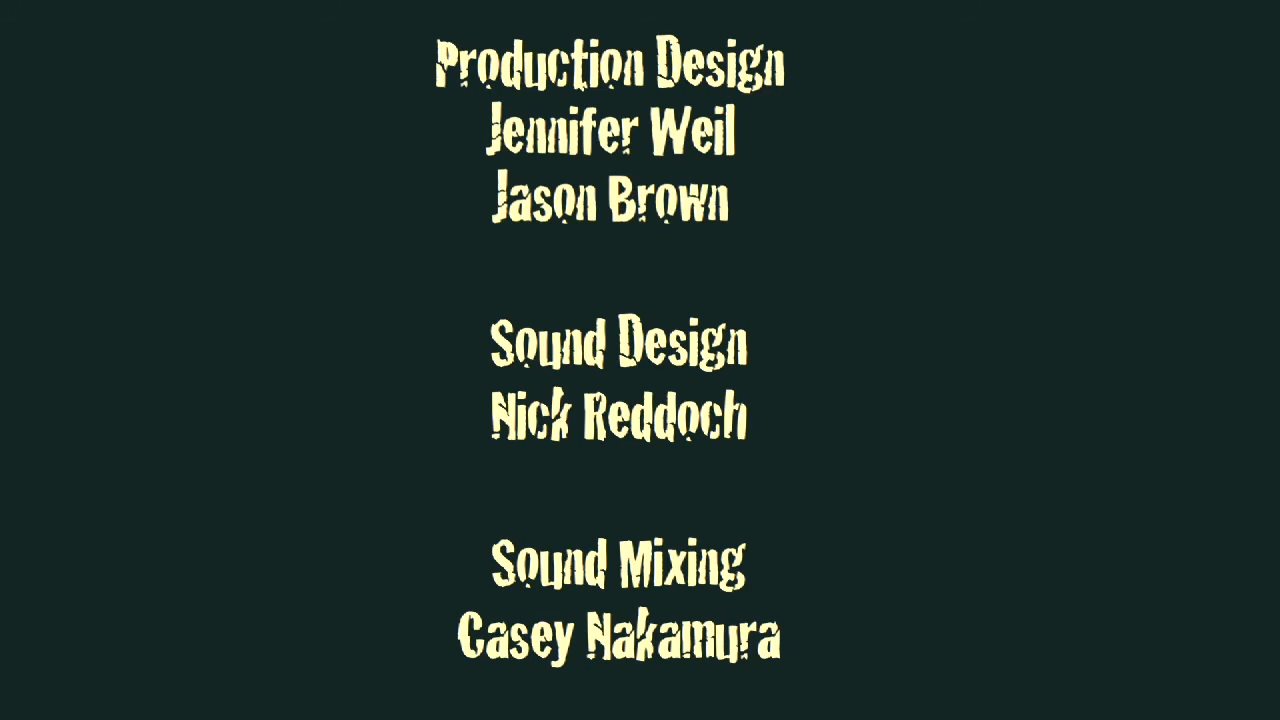 Production Design
Jennifer Weil
Jason Brown
Sound Design
Nick Reddoch
Sound Mixing
Casey Nakamura